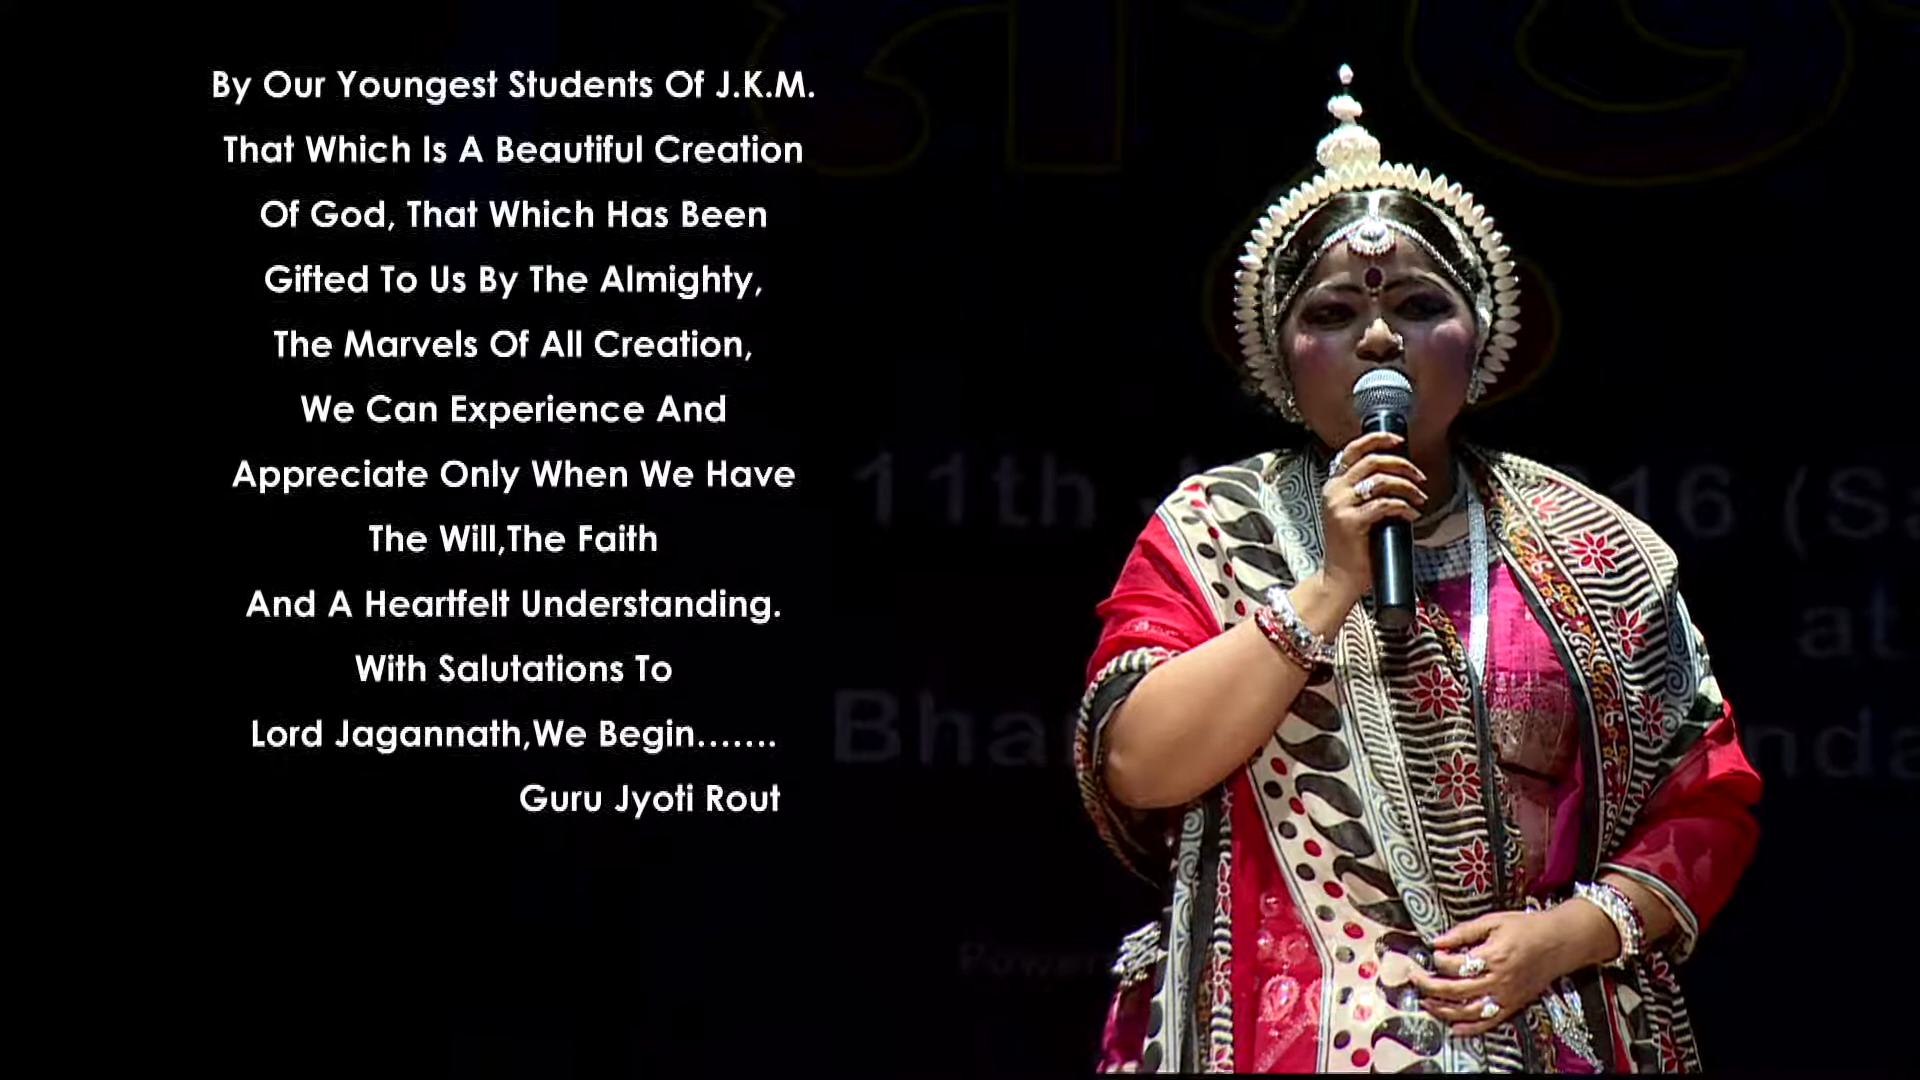 By Our Youngest Students Of J.K.M.
That Which Is A Beautiful Creation
Of God, That Which Has Been
Gifted To Us By The Almighty,
The Marvels Of All Creation,
We Can Experience And
Appreciate Only When We Have
The Will,The Faith
And A Heartfelt Understanding.
With Salutations To
Lord Jagannath,We Begin.......
Guru Jyoti Rout
11th
at